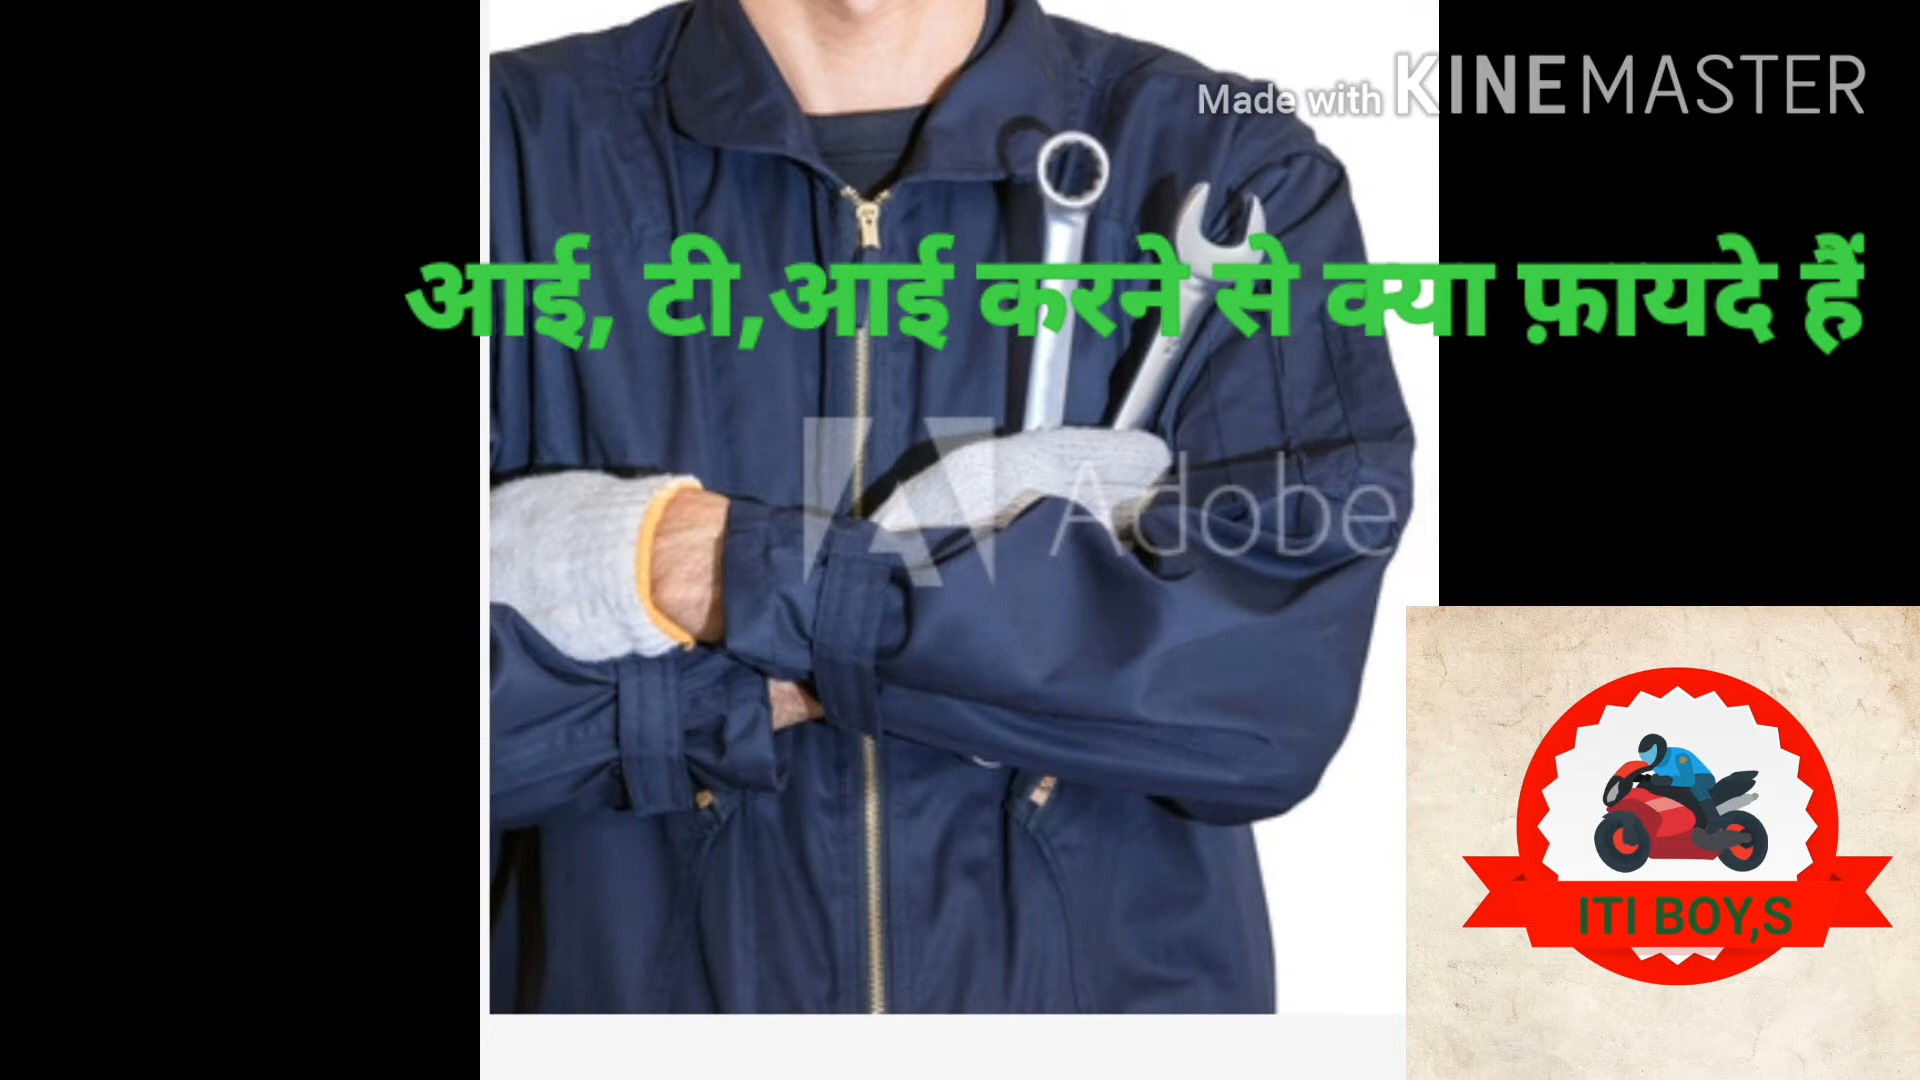 Made with KINEMASTER
आई, टी,आई करने से क्या फ़ायदे हैं
Adobe
ITI BOY,S